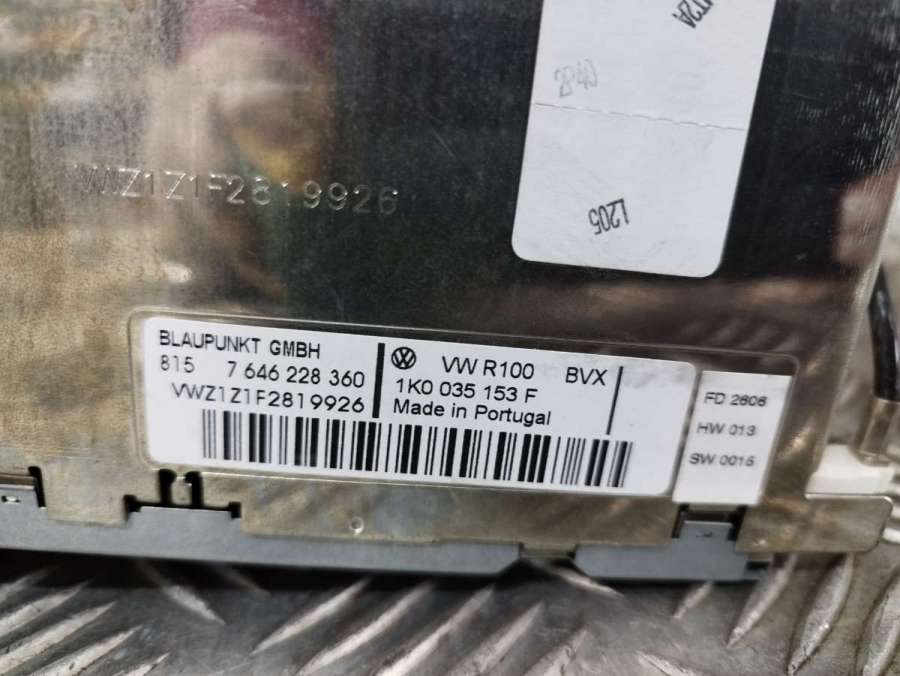 2840
L205
VWZ1Z1F2819926
BLAUPUNKT GMBH
815 7 646 228 360
VWZ1Z1F2819926
VW R100 BVX
1K0 035 153 F
Made in Portugal
FD 2606
HW 013
SW 0015